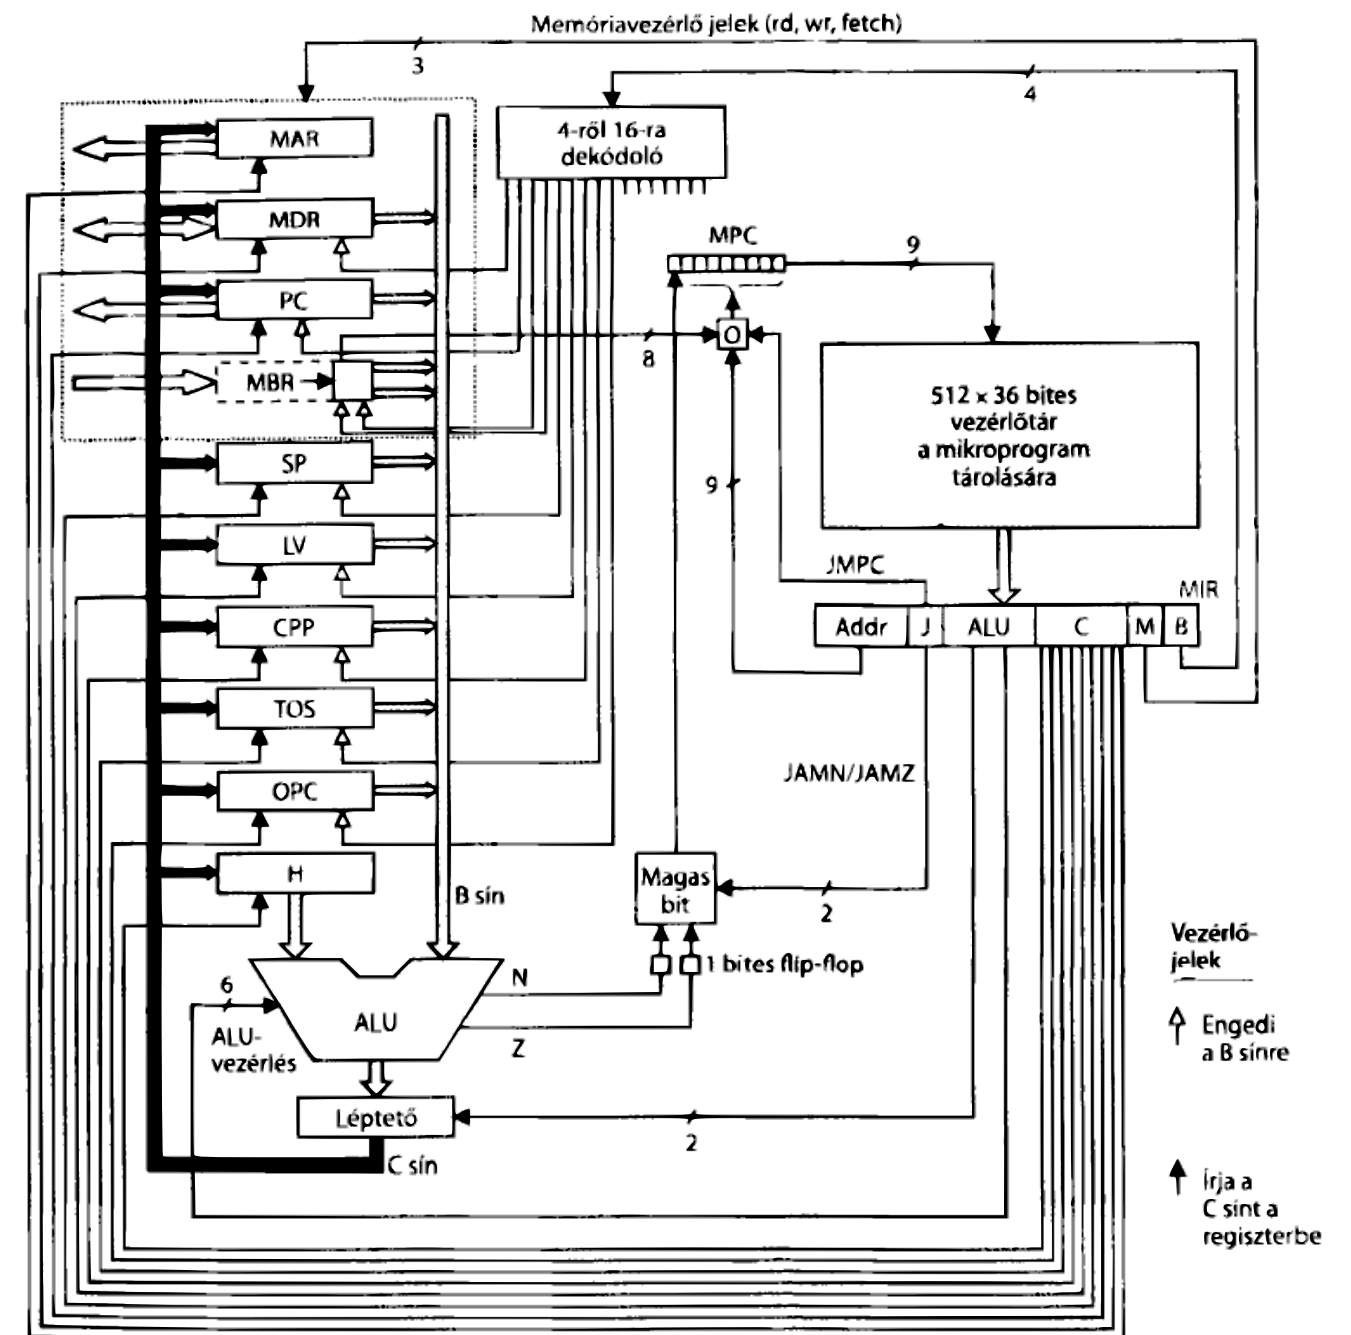 Memóriavezérlő jelek (rd, wr, fetch)
3
4
MAR
4-ről 16-ra
dekódoló
MDR
MPC
9
PC
8
O
MBR
512 × 36 bites
vezérlőtár
a mikroprogram
tárolására
SP
9
LV
JMPC
MIR
CPP
Addr
J
ALU
C
M
B
TOS
JAMN/JAMZ
OPC
H
B sín
Magas
bit
2
1 bites flip-flop
Vezérlő-
jelek
6
N
ALU
ALU-
vezérlés
Z
Engedi
a B sínre
Léptető
2
C sín
Írja a
C sínt a
regiszterbe